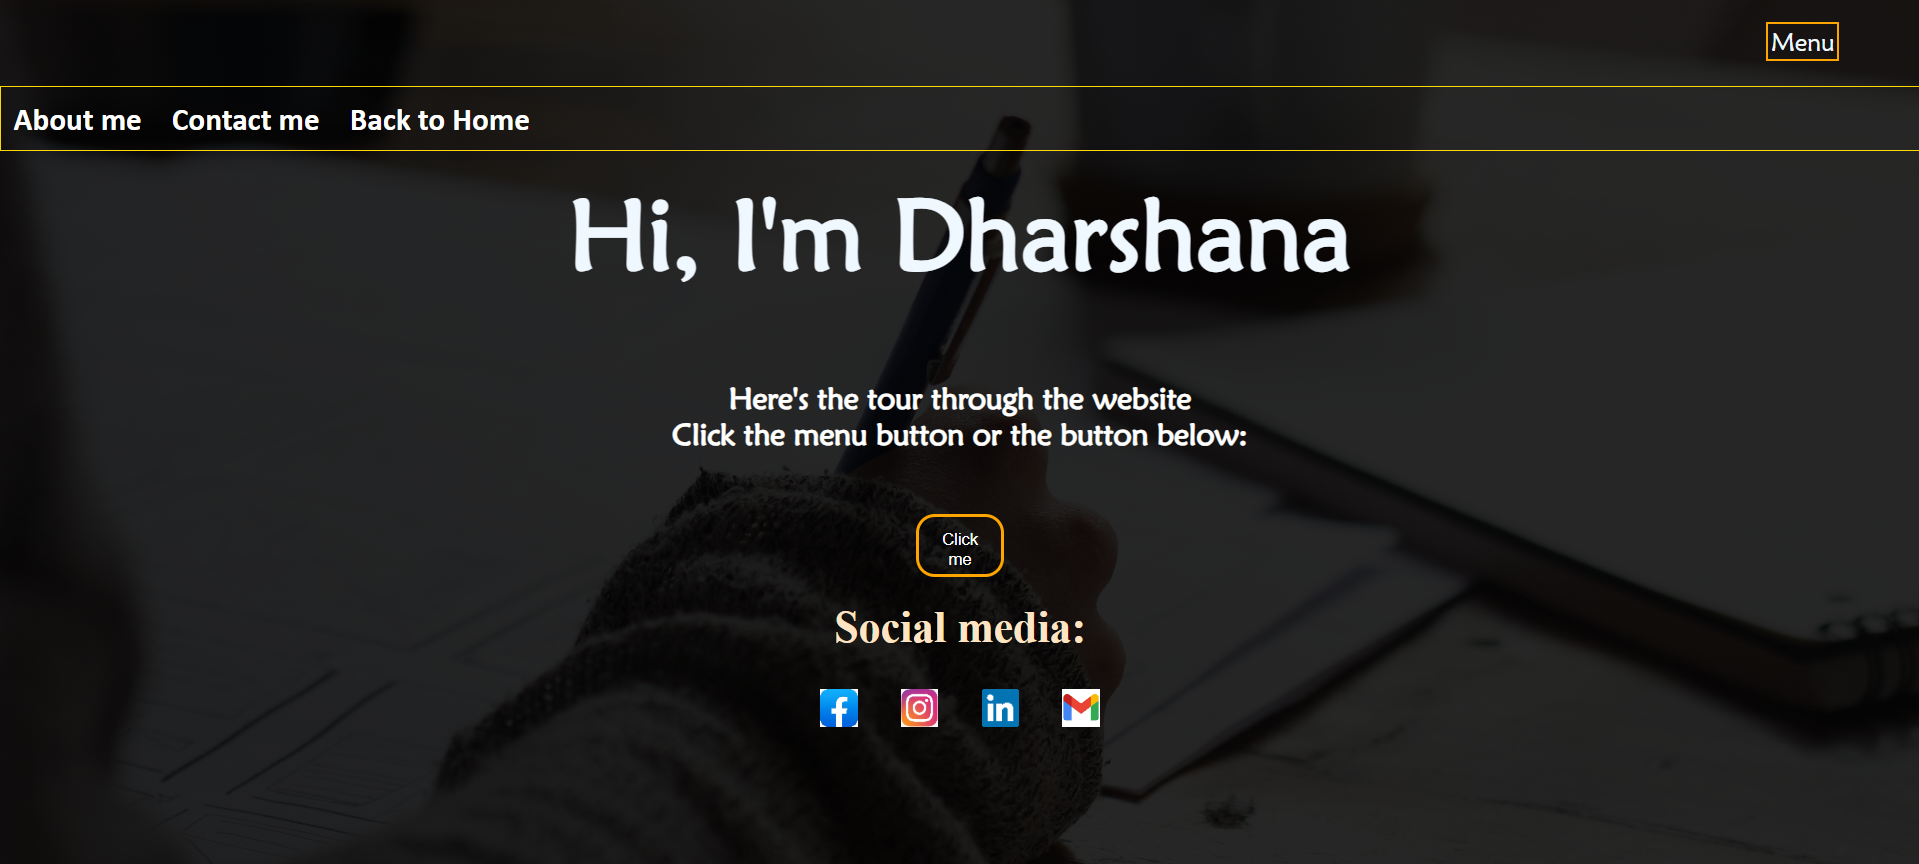 Menu
About me Contact me Back to Home
Hi, I'm Dharshana
Here's the tour through the website
Click the menu button or the button below:
Click
me
Social media:
in